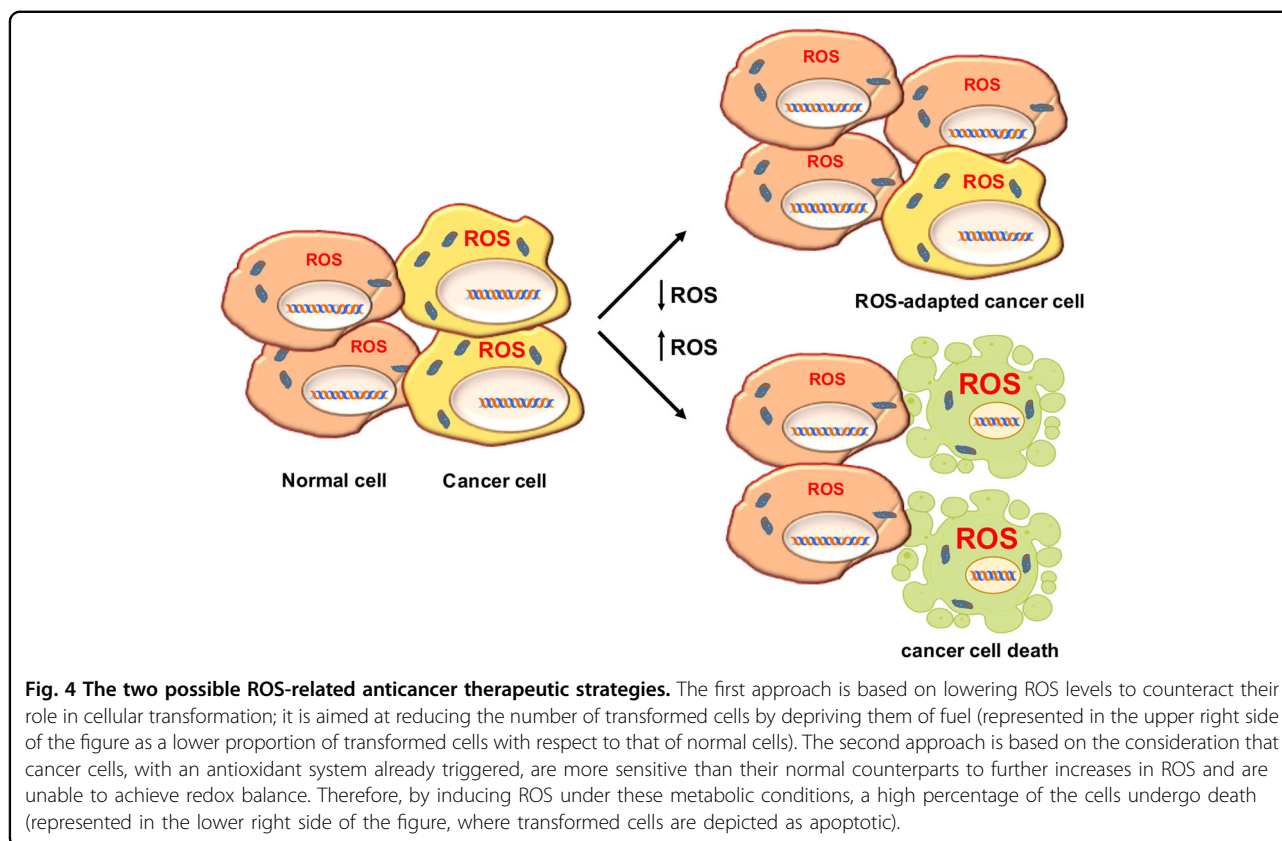 ROS
ROS
ROS
ROS
ROS
ROS-adapted cancer cell
ROS
ROS
ROS
ROS
Normal cell
Cancer cell
↓ ROS
↑ ROS
ROS
ROS
ROS
ROS
cancer cell death
Fig. 4 The two possible ROS-related anticancer therapeutic strategies. The first approach is based on lowering ROS levels to counteract their
role in cellular transformation; it is aimed at reducing the number of transformed cells by depriving them of fuel (represented in the upper right side
of the figure as a lower proportion of transformed cells with respect to that of normal cells). The second approach is based on the consideration that
cancer cells, with an antioxidant system already triggered, are more sensitive than their normal counterparts to further increases in ROS and are
unable to achieve redox balance. Therefore, by inducing ROS under these metabolic conditions, a high percentage of the cells undergo death
(represented in the lower right side of the figure, where transformed cells are depicted as apoptotic).